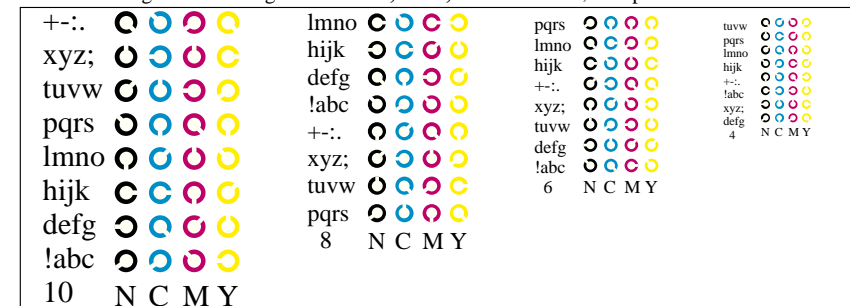 +-:.
xyz;
tuvw
pqrs
lmno
hijk
defg
!abc
10 N C M Y
lmno
hijk
defg
!abc
+-:.
xyz;
tuvw
pqrs
8 N C M Y
pqrs
lmno
hijk
+-:.
xyz;
tuvw
defg
!abc
6 N C M Y
tuvw
pqrs
lmno
hijk
+-:.
!abc
xyz;
defg
4 N C M Y